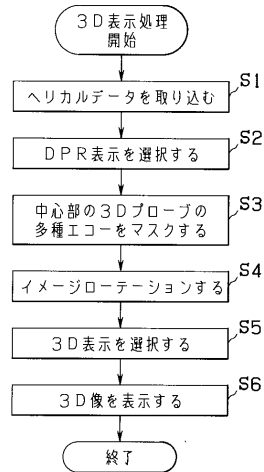 3D表示処理
開始
S1
ヘリカルデータを取り込む
S2
DPR表示を選択する
S3
中心部の3Dプローブの
多種エコーをマスクする
S4
イメージローテーションする
S5
3D表示を選択する
S6
3D像を表示する
終了